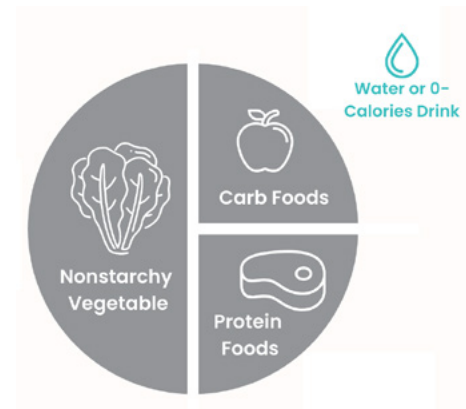 Water or 0-
Calories Drink
Carb Foods
Nonstarchy
Vegetable
Protein
Foods